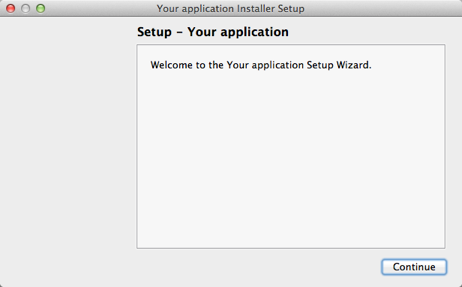 Your application Installer Setup
Setup – Your application
Welcome to the Your application Setup Wizard.
Continue